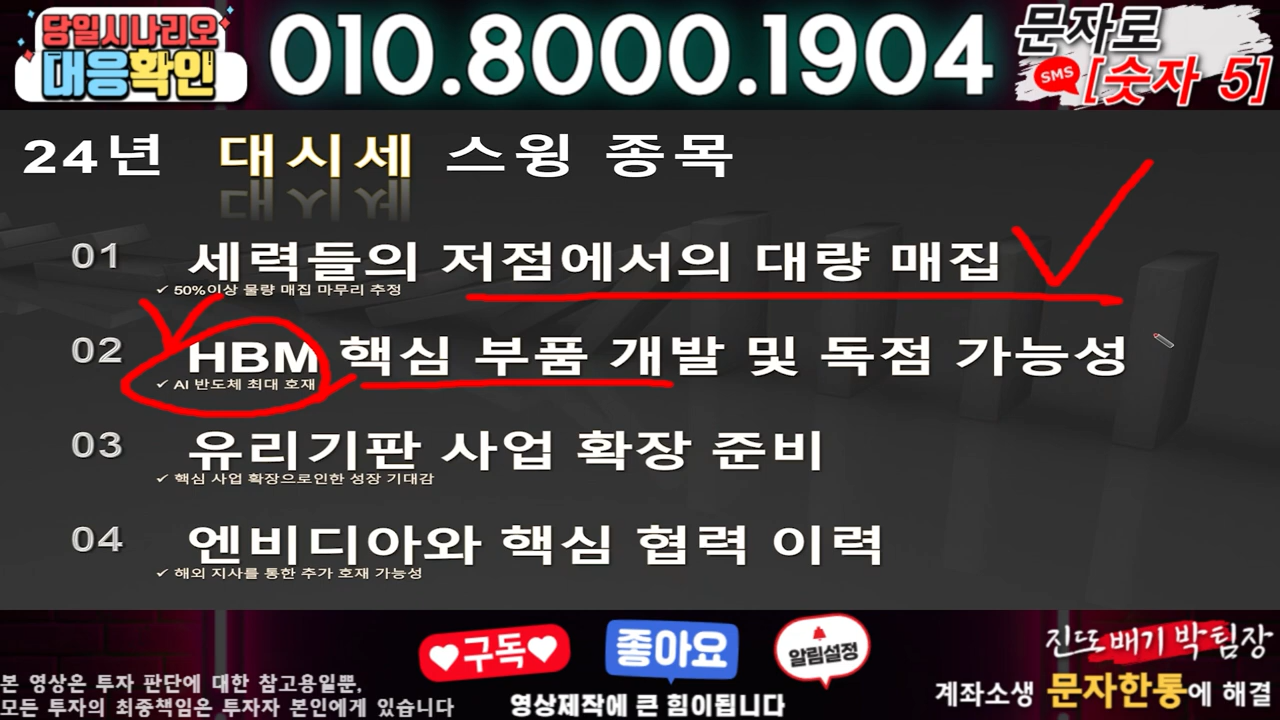 당일시나리오
대응확인
010.8000.1904
문자로
SMS
[숫자 5]
24년 대시세 스윙 종목
01 세력들의 저점에서의 대량 매집
✓ 50%이상 물량 매집 마무리 추정
02 HBM 핵심 부품 개발 및 독점 가능성
✓ AI 반도체 최대 호재
03 유리기판 사업 확장 준비
✓ 핵심 사업 확장으로인한 성장 기대감
04 엔비디아와 핵심 협력 이력
✓ 해외 지사를 통한 추가 호재 가능성
구독
좋아요
알림설정
영상제작에 큰 힘이됩니다
본 영상은 투자 판단에 대한 참고용일뿐,
모든 투자의 최종책임은 투자자 본인에게 있습니다
진또배기 박팀장
계좌소생 문자한통에 해결